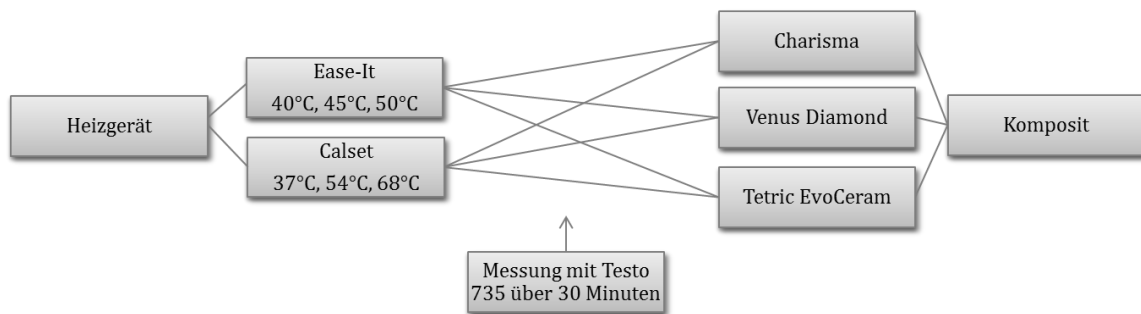 Heizgerät
Ease-It
40°C, 45°C, 50°C
Calset
37°C, 54°C, 68°C
Charisma
Venus Diamond
Tetric EvoCeram
Komposit
Messung mit Testo
735 über 30 Minuten